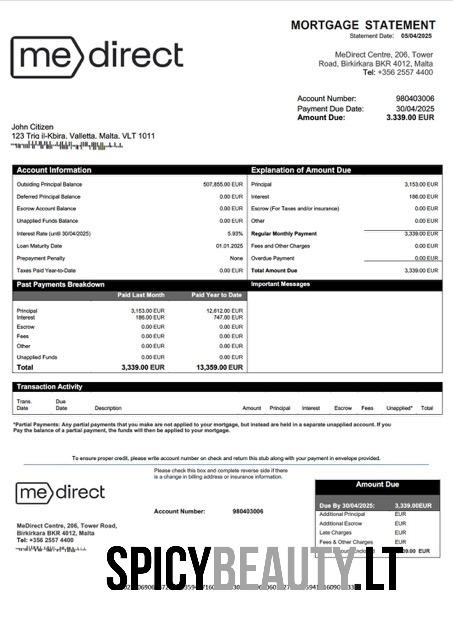 me direct
MORTGAGE STATEMENT
Statement Date: 05/04/2025
MeDirect Centre, 206, Tower
Road, Birkirkara BKR 4012, Malta
Tel: +356 2557 4400
Account Number: 980403006
Payment Due Date: 30/04/2025
Amount Due: 3.339.00 EUR
John Citizen
123 Triq il-Kbira, Valletta, Malta, VLT 1011
Account Information
Outsiding Principal Balance 507,855.00 EUR
Deferred Principal Balance 0.00 EUR
Escrow Account Balance 0.00 EUR
Unapplied Funds Balance 0.00 EUR
Interest Rate (until 30/04/2025) 5.93%
Loan Maturity Date 01.01.2025
Prepayment Penalty None
Taxes Paid Year-to-Date 0.00 EUR
Explanation of Amount Due
Principal 3,153.00 EUR
Interest 186.00 EUR
Escrow (For Taxes and/or insurance) 0.00 EUR
Other 0.00 EUR
Regular Monthly Payment 3,339.00 EUR
Fees and Other Charges 0.00 EUR
Overdue Payment 0.00 EUR
Total Amount Due 3,339.00 EUR
Past Payments Breakdown
Paid Last Month Paid Year to Date
Principal 3,153.00 EUR 12,612.00 EUR
Interest 186.00 EUR 747.00 EUR
Escrow 0.00 EUR 0.00 EUR
Fees 0.00 EUR 0.00 EUR
Other 0.00 EUR 0.00 EUR
Unapplied Funds 0.00 EUR 0.00 EUR
Total 3,339.00 EUR 13,359.00 EUR
Important Messages
Transaction Activity
Trans. Date Due Date Description Amount Principal Interest Escrow Fees Unapplied* Total
*Partial Payments: Any partial payments that you make are not applied to your mortgage, but instead are held in a separate unapplied account. If you
Pay the balance of a partial payment, the funds will then be applied to your mortgage.
To ensure proper credit, please write account number on check and return this stub along with your payment in envelope provided.
Please check this box and complete reverse side if there
is a change in billing address or insurance information.
me direct
Account Number: 980403006
MeDirect Centre, 206, Tower Road,
Birkirkara BKR 4012, Malta
Tel: +356 2557 4400
Amount Due
Due By 30/04/2025: 3,339.00EUR
Additional Principal EUR
Additional Escrow EUR
Late Charges EUR
Fees & Other Charges EUR
SPICYBEAUTY.LT